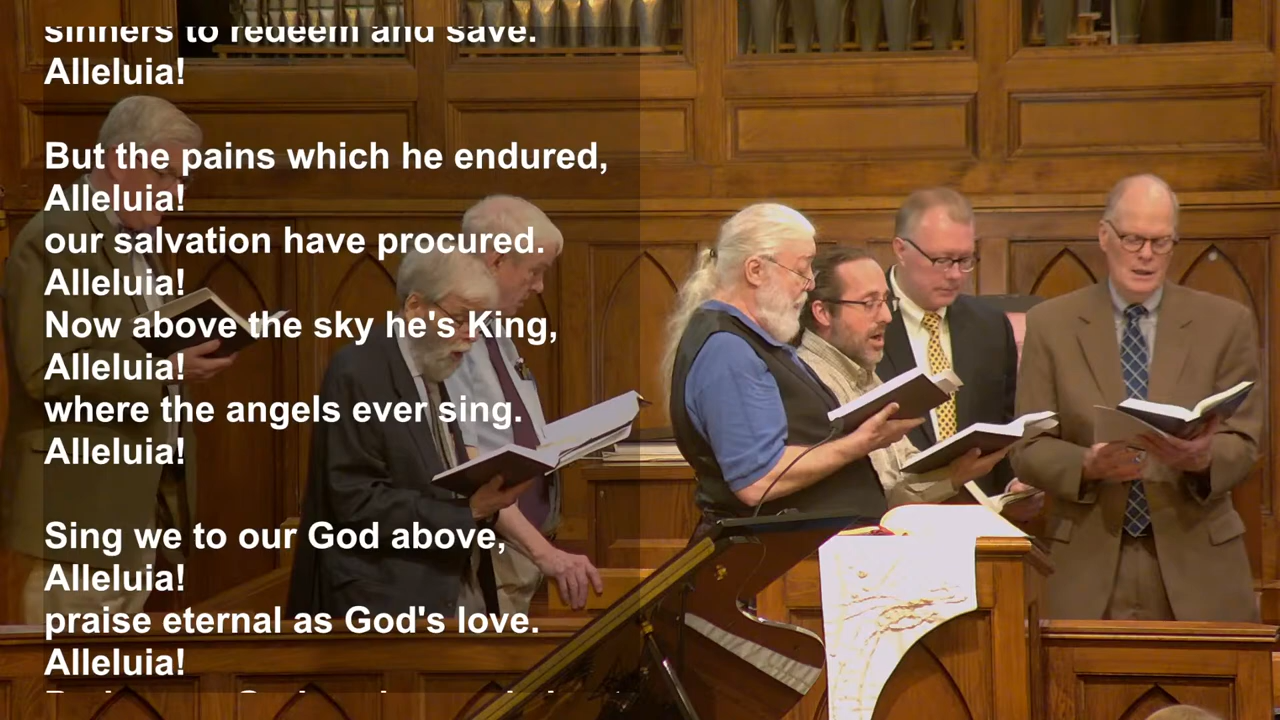 sinners to redeem and save.
Alleluia!
But the pains which he endured,
Alleluia!
our salvation have procured.
Alleluia!
Now above the sky he's King,
Alleluia!
where the angels ever sing.
Alleluia!
Sing we to our God above,
Alleluia!
praise eternal as God's love.
Alleluia!